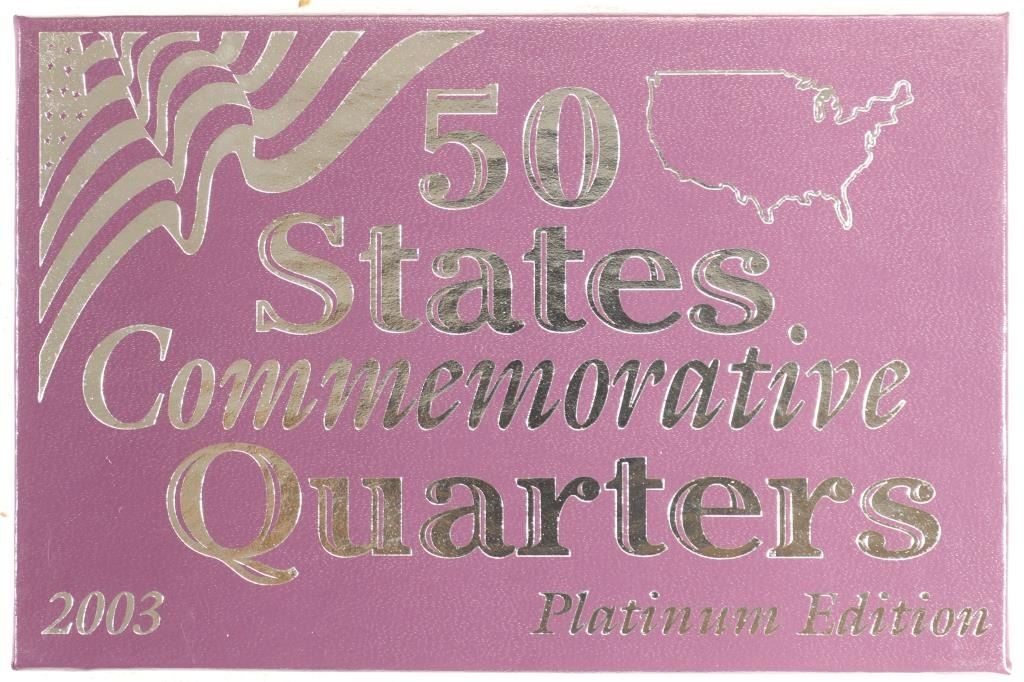 50
States
Commemorative
Quarters
2003 Platinum Edition